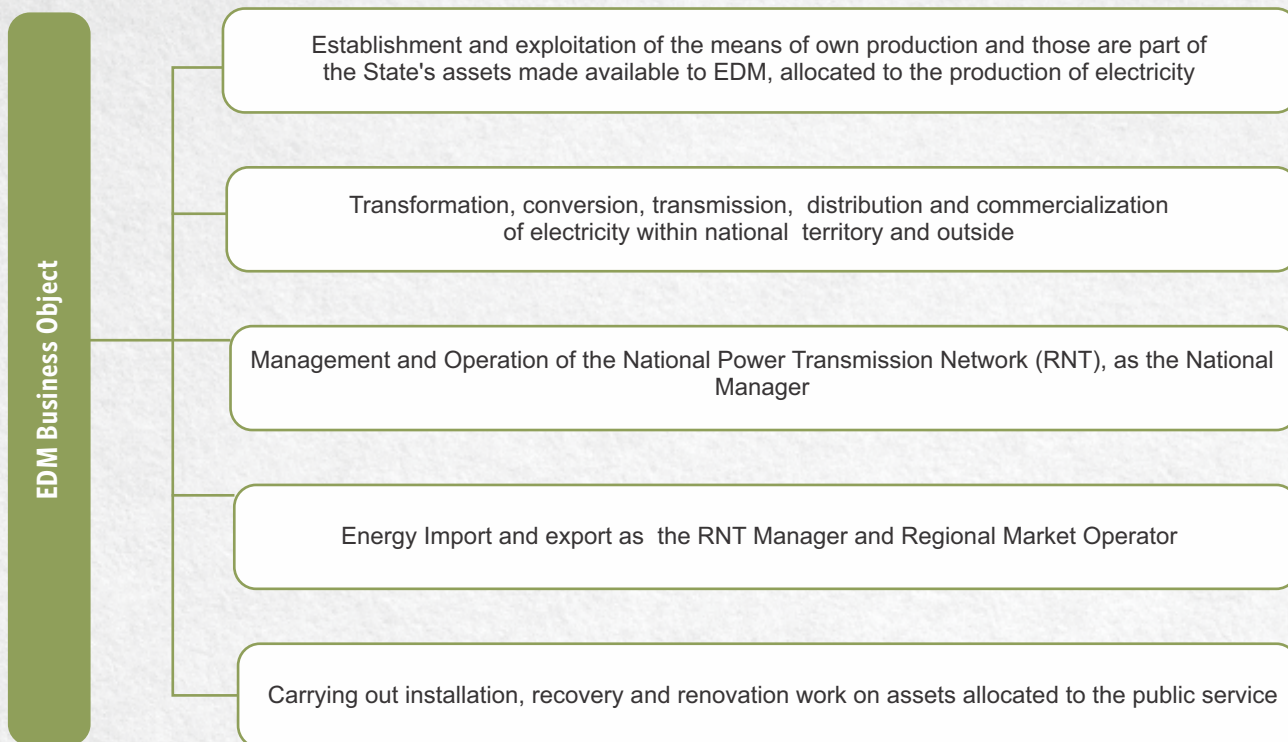 EDM Business Object
Establishment and exploitation of the means of own production and those are part of
the State's assets made available to EDM, allocated to the production of electricity
Transformation, conversion, transmission, distribution and commercialization
of electricity within national territory and outside
Management and Operation of the National Power Transmission Network (RNT), as the National
Manager
Energy Import and export as the RNT Manager and Regional Market Operator
Carrying out installation, recovery and renovation work on assets allocated to the public service